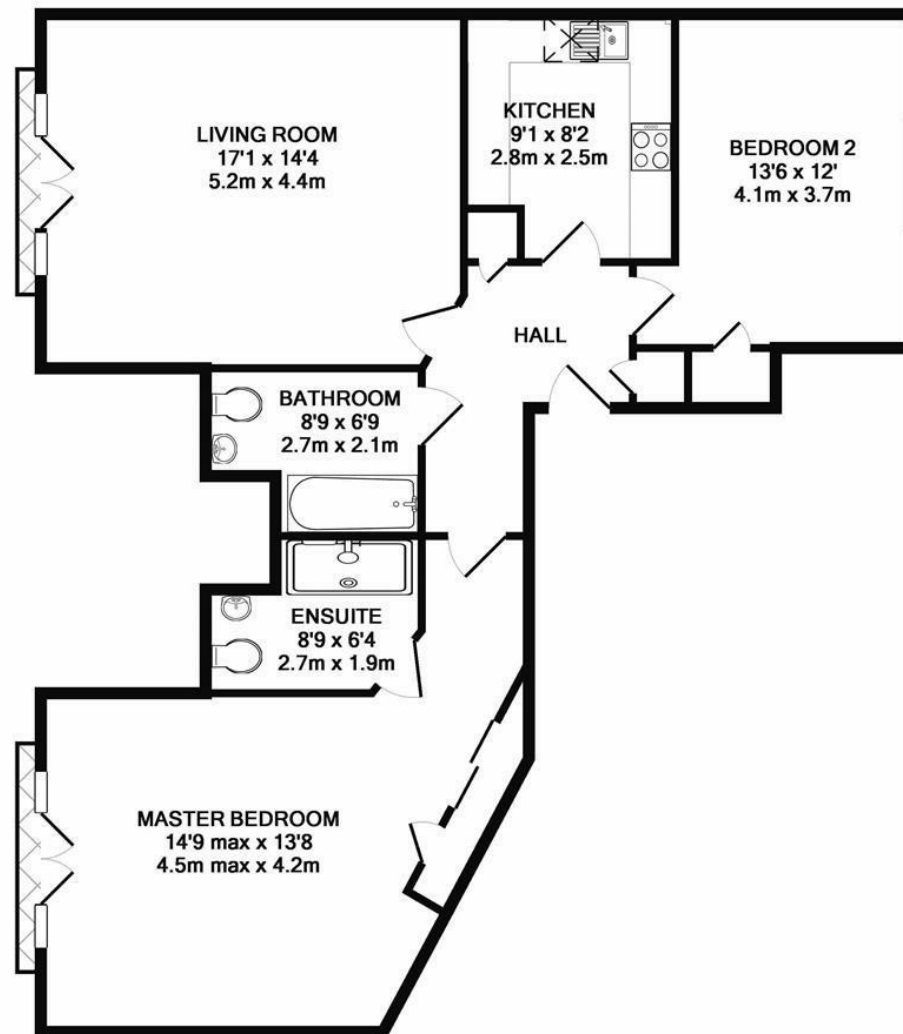 LIVING ROOM
17'1 x 14'4
5.2m x 4.4m
KITCHEN
9'1 x 8'2
2.8m x 2.5m
BEDROOM 2
13'6 x 12'
4.1m x 3.7m
HALL
BATHROOM
8'9 x 6'9
2.7m x 2.1m
ENSUITE
8'9 x 6'4
2.7m x 1.9m
MASTER BEDROOM
14'9 max x 13'8
4.5m max x 4.2m